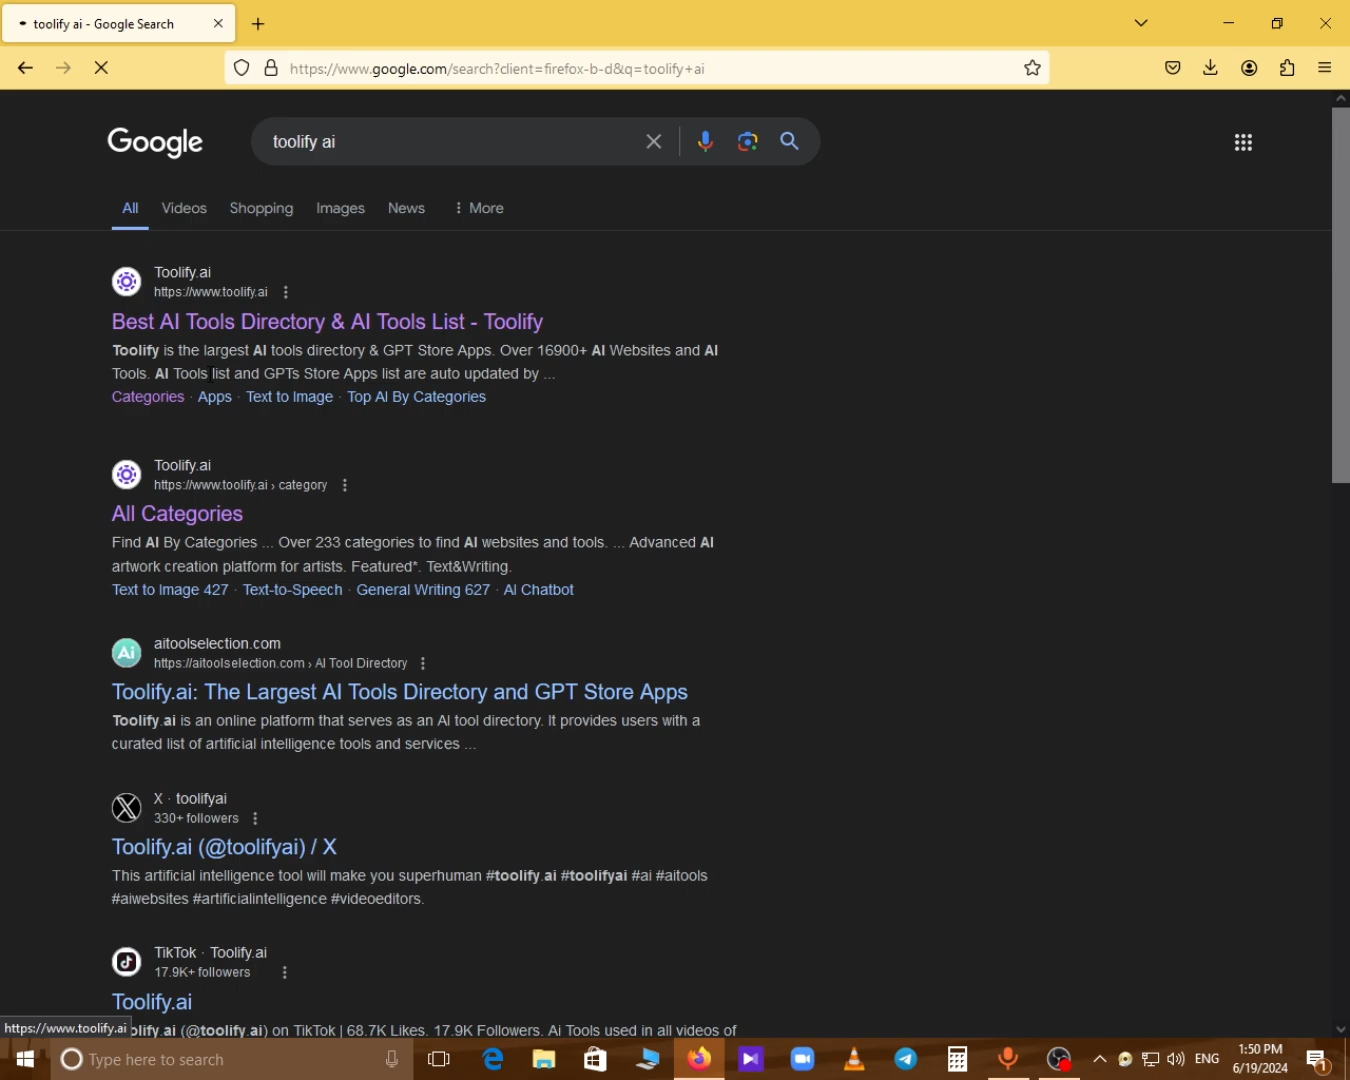 toolify ai - Google Search
https://www.google.com/search?client=firefox-b-d&q=toolify+ai
Google
toolify ai
All Videos Shopping Images News More
Toolify.ai
https://www.toolify.ai
Best AI Tools Directory & AI Tools List - Toolify
Toolify is the largest AI tools directory & GPT Store Apps. Over 16900+ AI Websites and AI
Tools. AI Tools list and GPTs Store Apps list are auto updated by ...
Categories · Apps · Text to Image · Top AI By Categories
Toolify.ai
https://www.toolify.ai › category
All Categories
Find AI By Categories ... Over 233 categories to find AI websites and tools. ... Advanced AI
artwork creation platform for artists. Featured*. Text&Writing.
Text to Image 427 · Text-to-Speech · General Writing 627 · AI Chatbot
Ai
aitoolselection.com
https://aitoolselection.com › AI Tool Directory
Toolify.ai: The Largest AI Tools Directory and GPT Store Apps
Toolify.ai is an online platform that serves as an AI tool directory. It provides users with a
curated list of artificial intelligence tools and services ...
X · toolifyai
330+ followers
Toolify.ai (@toolifyai) / X
This artificial intelligence tool will make you superhuman #toolify.ai #toolifyai #ai #aitools
#aiwebsites #artificialintelligence #videoeditors.
TikTok · Toolify.ai
17.9K+ followers
Toolify.ai
olify.ai (@toolify.ai) on TikTok | 68.7K Likes. 17.9K Followers. Ai Tools used in all videos of
https://www.toolify.ai
Type here to search
ENG
1:50 PM
6/19/2024
1